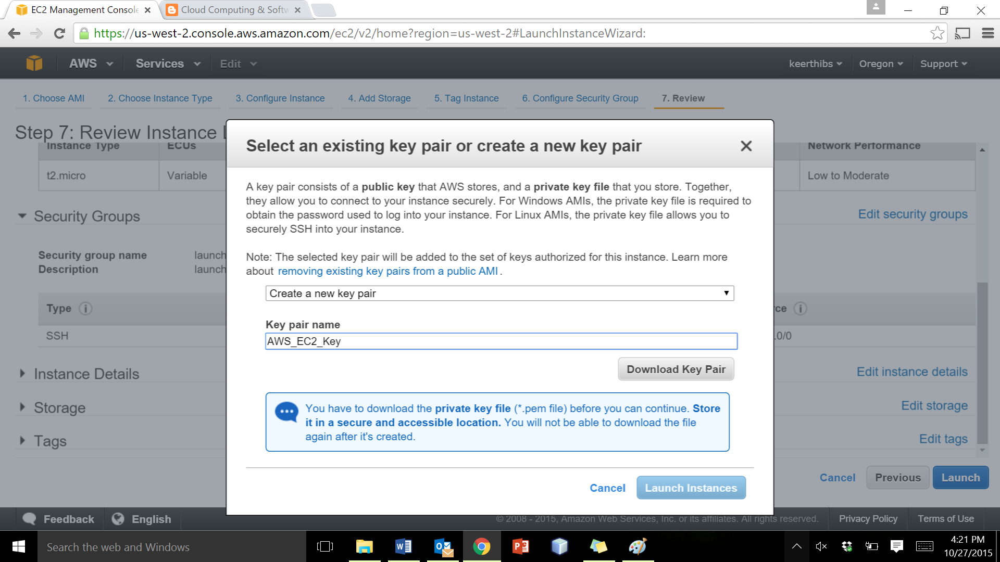 EC2 Management Console
Cloud Computing & Softw
https://us-west-2.console.aws.amazon.com/ec2/v2/home?region=us-west-2#LaunchInstanceWizard:
AWS Services Edit keerthibs Oregon Support
1. Choose AMI 2. Choose Instance Type 3. Configure Instance 4. Add Storage 5. Tag Instance 6. Configure Security Group 7. Review
Step 7: Review Instance
Instance Type ECUs Network Performance
t2.micro Variable Low to Moderate
Security Groups Edit security groups
Security group name launch
Description launch
Type rce
SSH .0/0
Instance Details Edit instance details
Storage Edit storage
Tags Edit tags
Cancel Previous Launch
Select an existing key pair or create a new key pair
A key pair consists of a public key that AWS stores, and a private key file that you store. Together,
they allow you to connect to your instance securely. For Windows AMIs, the private key file is required to
obtain the password used to log into your instance. For Linux AMIs, the private key file allows you to
securely SSH into your instance.
Note: The selected key pair will be added to the set of keys authorized for this instance. Learn more
about removing existing key pairs from a public AMI .
Create a new key pair
Key pair name
AWS_EC2_Key
Download Key Pair
You have to download the private key file (*.pem file) before you can continue. Store
it in a secure and accessible location. You will not be able to download the file
again after it's created.
Cancel Launch Instances
Feedback English © 2008 - 2015, Amazon Web Services, Inc. or its affiliates. All rights reserved. Privacy Policy Terms of Use
Search the web and Windows
4:21 PM
10/27/2015